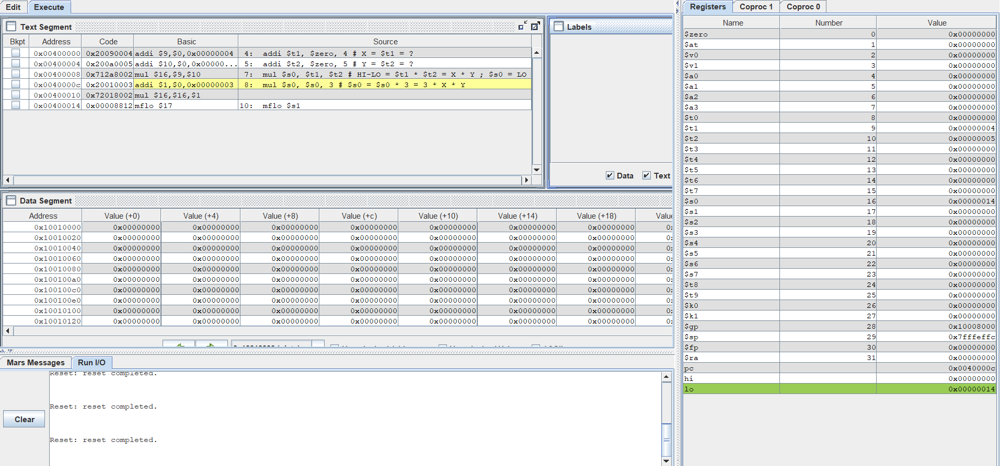 Edit Execute
Text Segment
Bkpt Address Code Basic Source
0x00400000 0x20090004 addi $9,$0,0x00000004 4: addi $t1, $zero, 4 # X = $t1 = ?
0x00400004 0x200a0005 addi $10,$0,0x00000... 5: addi $t2, $zero, 5 # Y = $t2 = ?
0x00400008 0x712a8002 mul $16,$9,$10 7: mul $s0, $t1, $t2 # HI-LO = $t1 * $t2 = X * Y ; $s0 = LO
0x0040000c 0x20010003 addi $1,$0,0x00000003 8: mul $s0, $s0, 3 # $s0 = $s0 * 3 = 3 * X * Y
0x00400010 0x72018002 mul $16,$16,$1
0x00400014 0x00008812 mflo $17 10: mflo $s1
Labels
Data Text
Data Segment
Address Value (+0) Value (+4) Value (+8) Value (+c) Value (+10) Value (+14) Value (+18) Value
0x10010000 0x00000000 0x00000000 0x00000000 0x00000000 0x00000000 0x00000000 0x00000000 0x
0x10010020 0x00000000 0x00000000 0x00000000 0x00000000 0x00000000 0x00000000 0x00000000 0x
0x10010040 0x00000000 0x00000000 0x00000000 0x00000000 0x00000000 0x00000000 0x00000000 0x
0x10010060 0x00000000 0x00000000 0x00000000 0x00000000 0x00000000 0x00000000 0x00000000 0x
0x10010080 0x00000000 0x00000000 0x00000000 0x00000000 0x00000000 0x00000000 0x00000000 0x
0x100100a0 0x00000000 0x00000000 0x00000000 0x00000000 0x00000000 0x00000000 0x00000000 0x
0x100100c0 0x00000000 0x00000000 0x00000000 0x00000000 0x00000000 0x00000000 0x00000000 0x
0x100100e0 0x00000000 0x00000000 0x00000000 0x00000000 0x00000000 0x00000000 0x00000000 0x
0x10010100 0x00000000 0x00000000 0x00000000 0x00000000 0x00000000 0x00000000 0x00000000 0x
0x10010120 0x00000000 0x00000000 0x00000000 0x00000000 0x00000000 0x00000000 0x00000000 0x
Mars Messages Run I/O
Reset: reset completed.
Reset: reset completed.
Reset: reset completed.
Clear
Registers Coproc 1 Coproc 0
Name Number Value
$zero 0 0x00000000
$at 1 0x00000000
$v0 2 0x00000000
$v1 3 0x00000000
$a0 4 0x00000000
$a1 5 0x00000000
$a2 6 0x00000000
$a3 7 0x00000000
$t0 8 0x00000000
$t1 9 0x00000004
$t2 10 0x00000005
$t3 11 0x00000000
$t4 12 0x00000000
$t5 13 0x00000000
$t6 14 0x00000000
$t7 15 0x00000000
$s0 16 0x00000014
$s1 17 0x00000000
$s2 18 0x00000000
$s3 19 0x00000000
$s4 20 0x00000000
$s5 21 0x00000000
$s6 22 0x00000000
$s7 23 0x00000000
$t8 24 0x00000000
$t9 25 0x00000000
$k0 26 0x00000000
$k1 27 0x00000000
$gp 28 0x10008000
$sp 29 0x7fffeffc
$fp 30 0x00000000
$ra 31 0x00000000
pc 0x0040000c
hi 0x00000000
lo 0x00000014